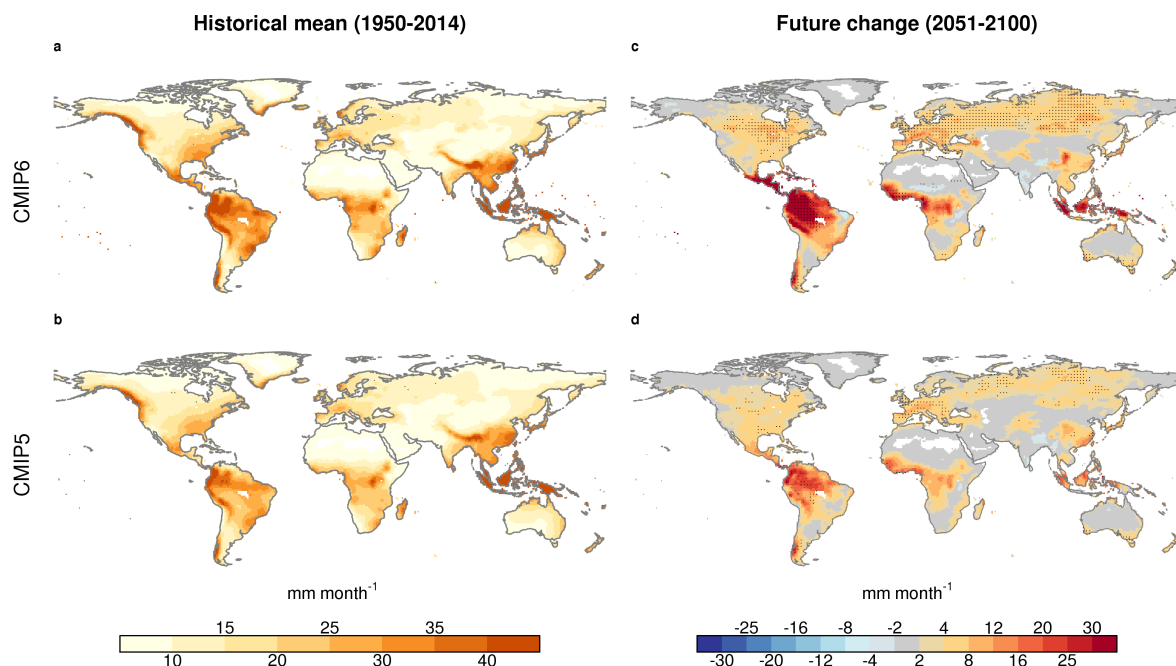 Historical mean (1950-2014)
Future change (2051-2100)
a
c
CMIP6
b
d
CMIP5
mm month-1
mm month-1
15 25 35
10 20 30 40
-25 -16 -8 -2 4 12 20 30
-30 -20 -12 -4 2 8 16 25